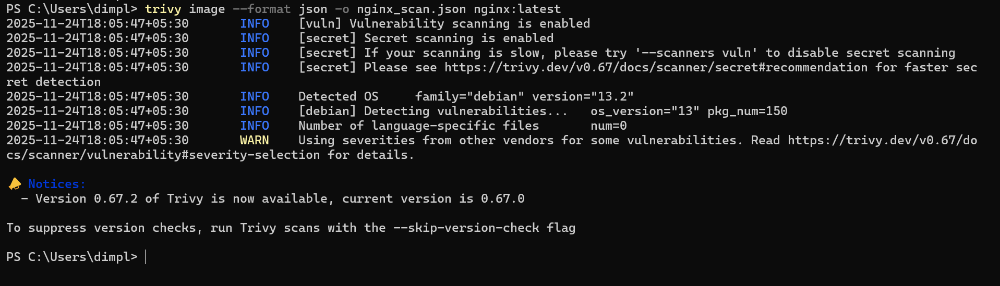 PS C:\Users\dimpl> trivy image --format json -o nginx_scan.json nginx:latest
2025-11-24T18:05:47+05:30       INFO    [vuln] Vulnerability scanning is enabled
2025-11-24T18:05:47+05:30       INFO    [secret] Secret scanning is enabled
2025-11-24T18:05:47+05:30       INFO    [secret] If your scanning is slow, please try '--scanners vuln' to disable secret scanning
2025-11-24T18:05:47+05:30       INFO    [secret] Please see https://trivy.dev/v0.67/docs/scanner/secret#recommendation for faster sec
ret detection
2025-11-24T18:05:47+05:30       INFO    Detected OS     family="debian" version="13.2"
2025-11-24T18:05:47+05:30       INFO    [debian] Detecting vulnerabilities...   os_version="13" pkg_num=150
2025-11-24T18:05:47+05:30       INFO    Number of language-specific files       num=0
2025-11-24T18:05:47+05:30       WARN    Using severities from other vendors for some vulnerabilities. Read https://trivy.dev/v0.67/do
cs/scanner/vulnerability#severity-selection for details.
📣 Notices:
  - Version 0.67.2 of Trivy is now available, current version is 0.67.0
To suppress version checks, run Trivy scans with the --skip-version-check flag
PS C:\Users\dimpl>